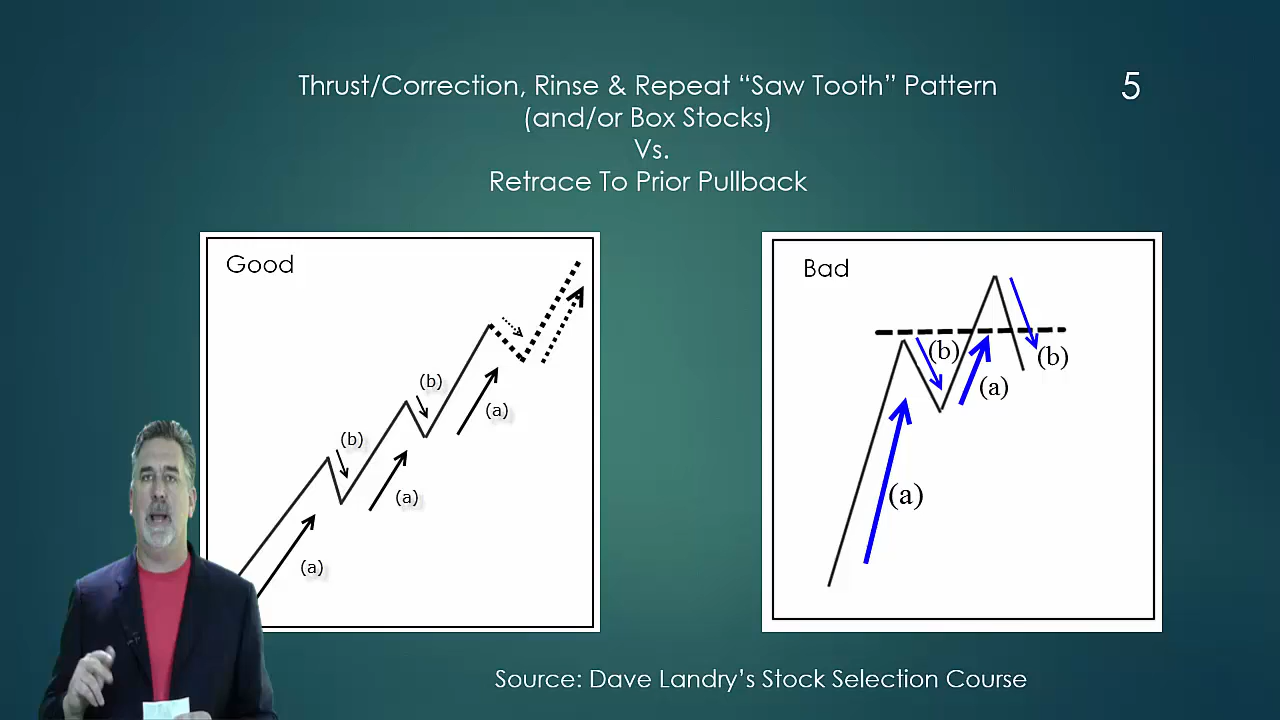 Thrust/Correction, Rinse & Repeat “Saw Tooth” Pattern
5
(and/or Box Stocks)
Vs.
Retrace To Prior Pullback
Good
(b)
(b)
(a)
(a)
(a)
Bad
(b)
(b)
(a)
(a)
Source: Dave Landry’s Stock Selection Course